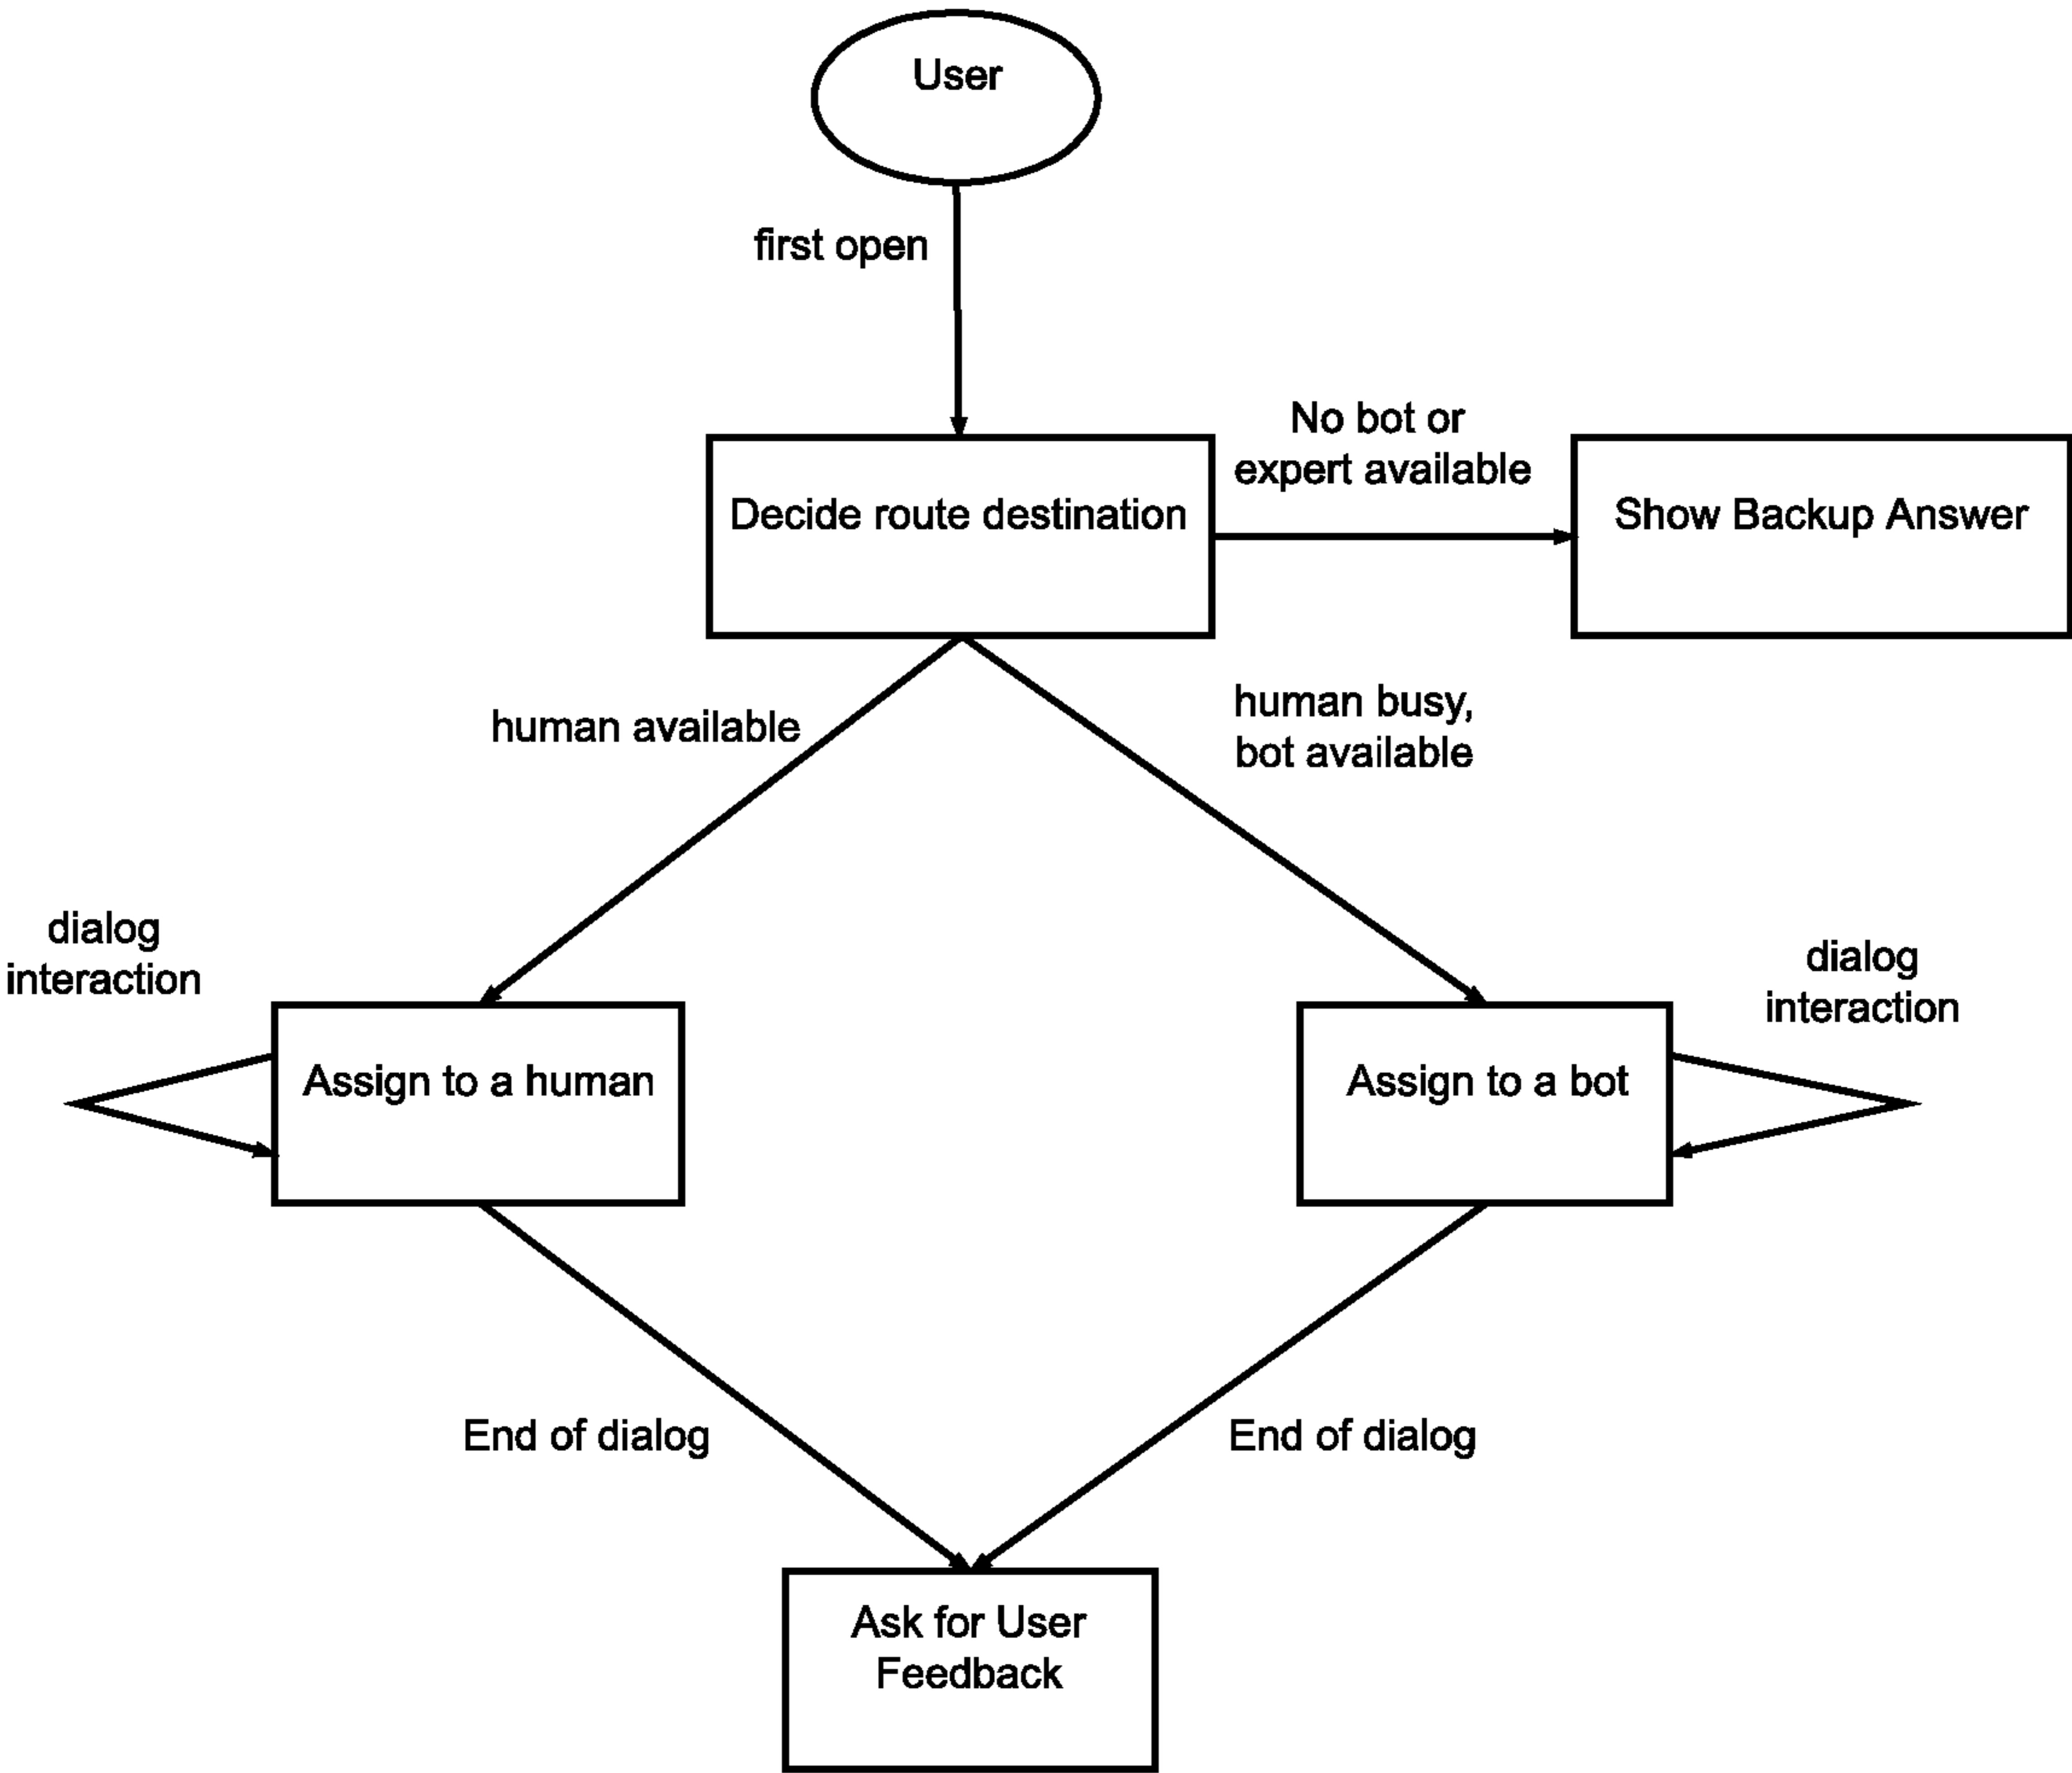 User
first open
No bot or
expert available
Decide route destination
Show Backup Answer
human available
human busy,
bot available
dialog
interaction
dialog
interaction
Assign to a human
Assign to a bot
End of dialog
End of dialog
Ask for User
Feedback